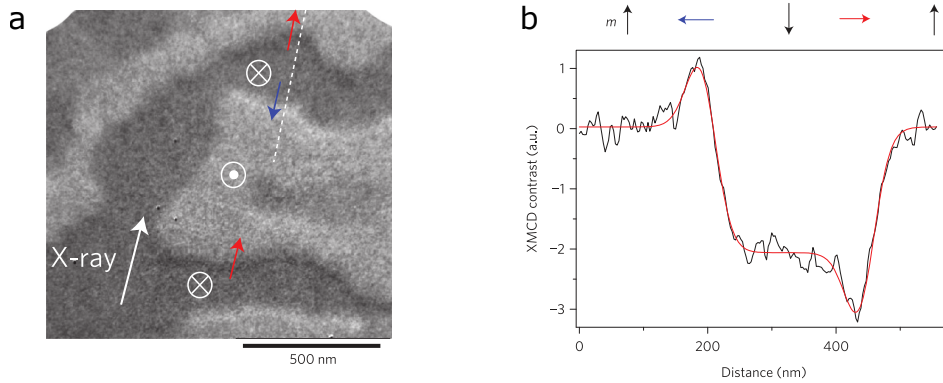 a
X-ray
500 nm
b
m
1
0
−1
−2
−3
XMCD contrast (a.u.)
0
200
400
Distance (nm)